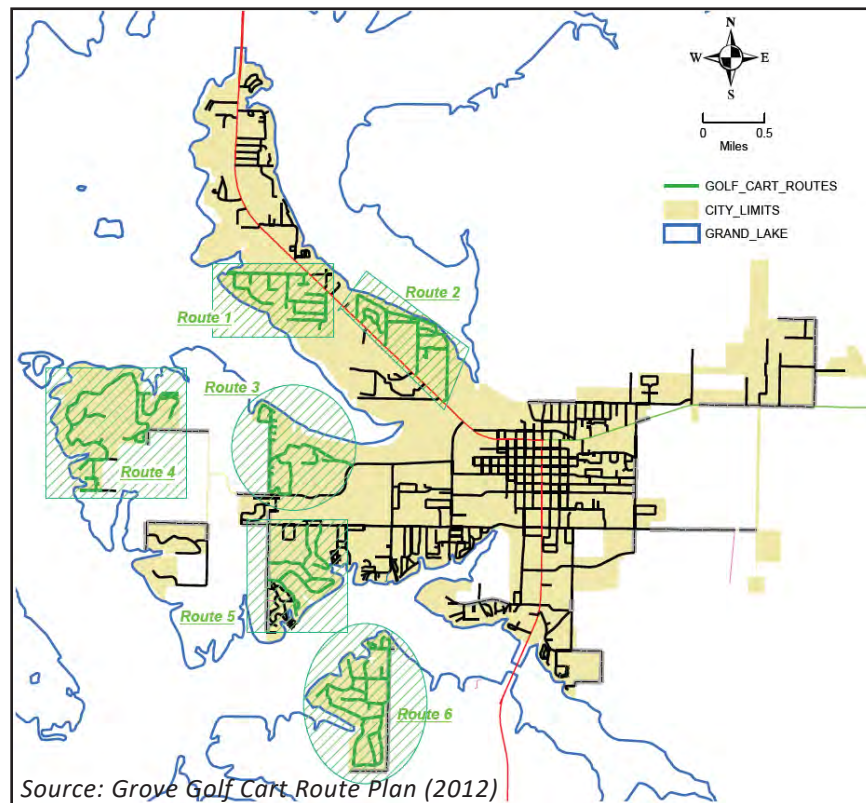 N
W E
S
0 0.5
Miles
GOLF_CART_ROUTES
CITY_LIMITS
GRAND_LAKE
Route 2
Route 1
Route 3
Route 4
Route 5
Route 6
Source: Grove Golf Cart Route Plan (2012)